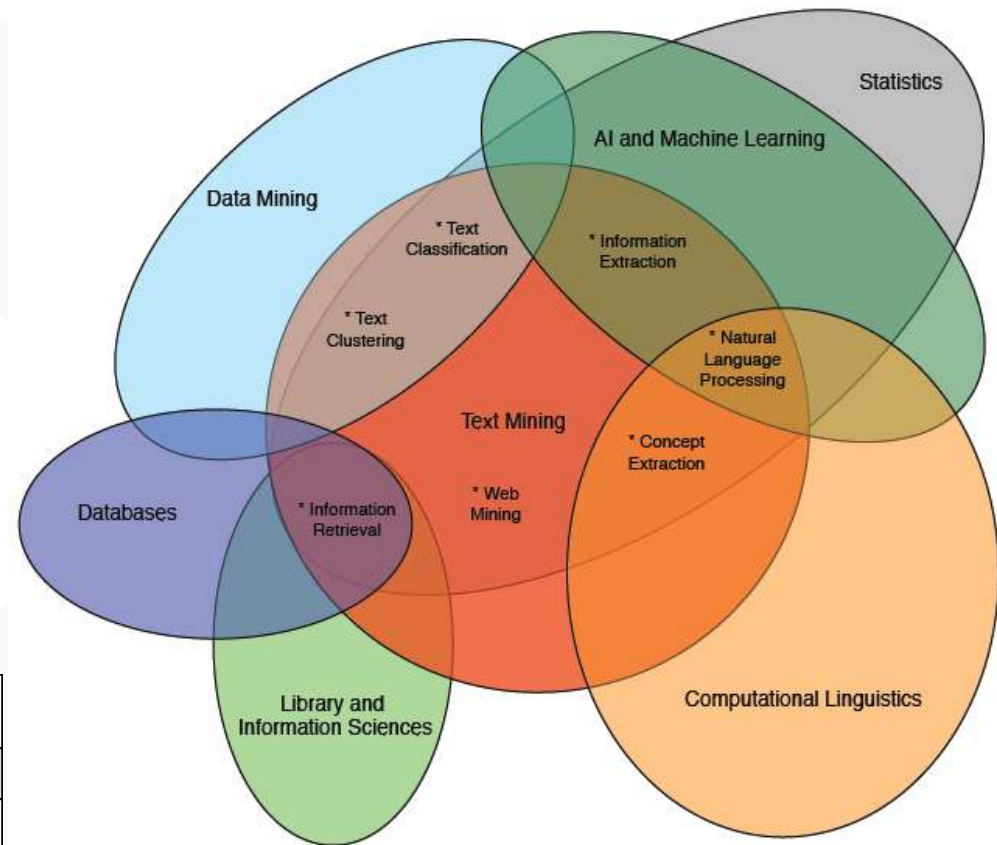 Statistics
AI and Machine Learning
Data Mining
* Text
Classification
* Information
Extraction
* Text
Clustering
* Natural
Language
Processing
Text Mining
* Concept
Extraction
* Web
Mining
Databases
* Information
Retrieval
Library and
Information Sciences
Computational Linguistics